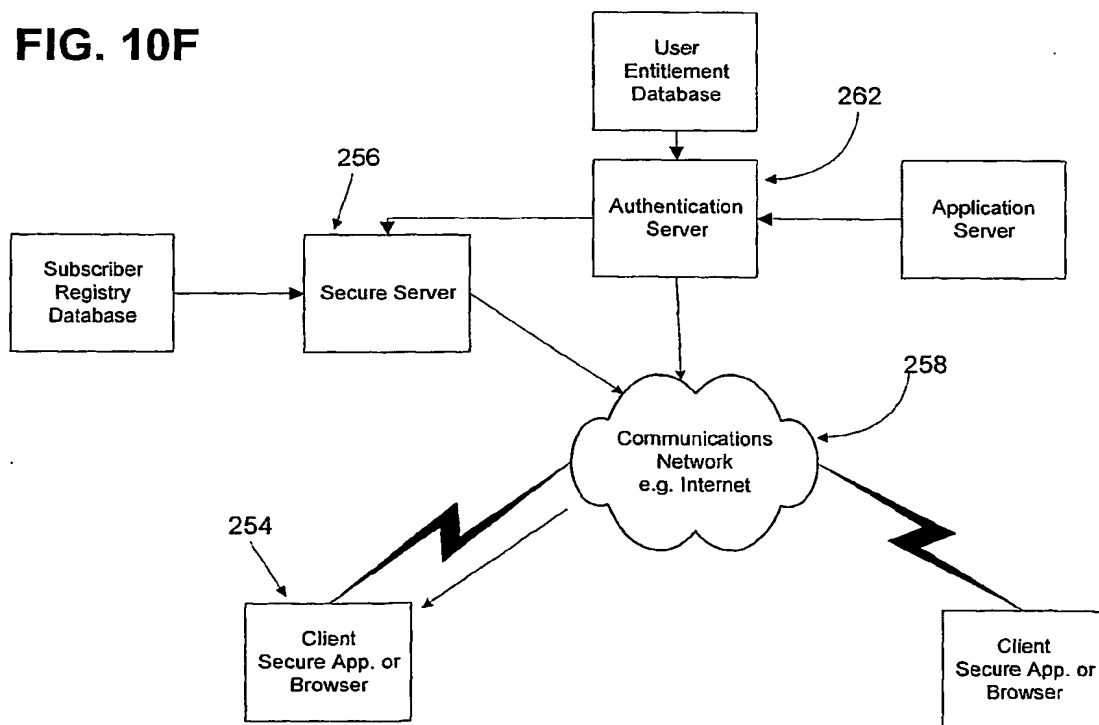 FIG. 10F
User
Entitlement
Database
262
256
Authentication
Server
Application
Server
Subscriber
Registry
Database
Secure Server
258
Communications
Network
e.g. Internet
254
Client
Secure App. or
Browser
Client
Secure App. or
Browser